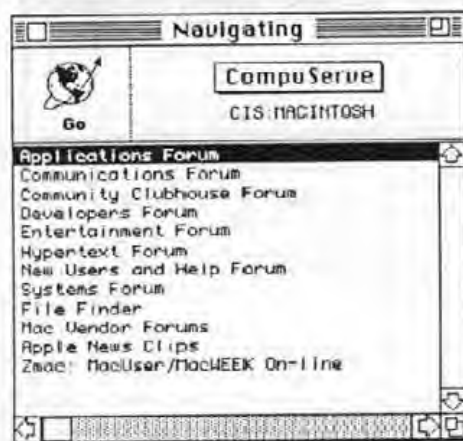 Navigating
Go
CompuServe
CIS:MACINTOSH
Applications Forum
Communications Forum
Community Clubhouse Forum
Developers Forum
Entertainment Forum
Hypertext Forum
New Users and Help Forum
Systems Forum
File Finder
Mac Vendor Forums
Apple News Clips
Zmac: MacUser/MacWEEK On-line